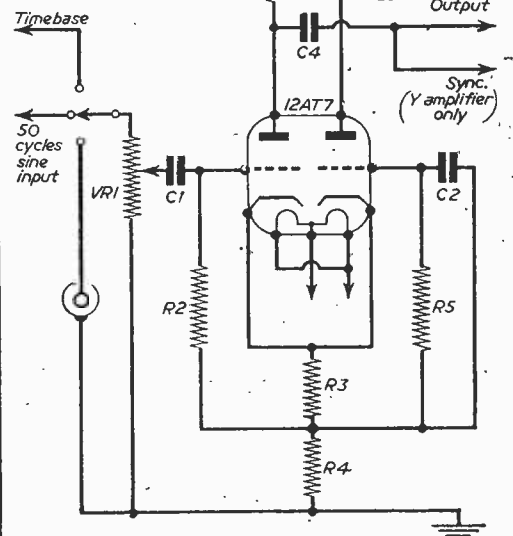 Timebase
Output
C4
Sync.
(Y amplifier
only)
12AT7
50
cycles
sine
input
VR1
C1
C2
R2
R5
R3
R4